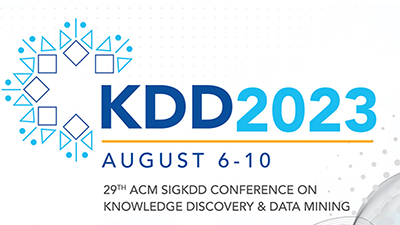 KDD2023
AUGUST 6-10
29TH ACM SIGKDD CONFERENCE ON
KNOWLEDGE DISCOVERY & DATA MINING